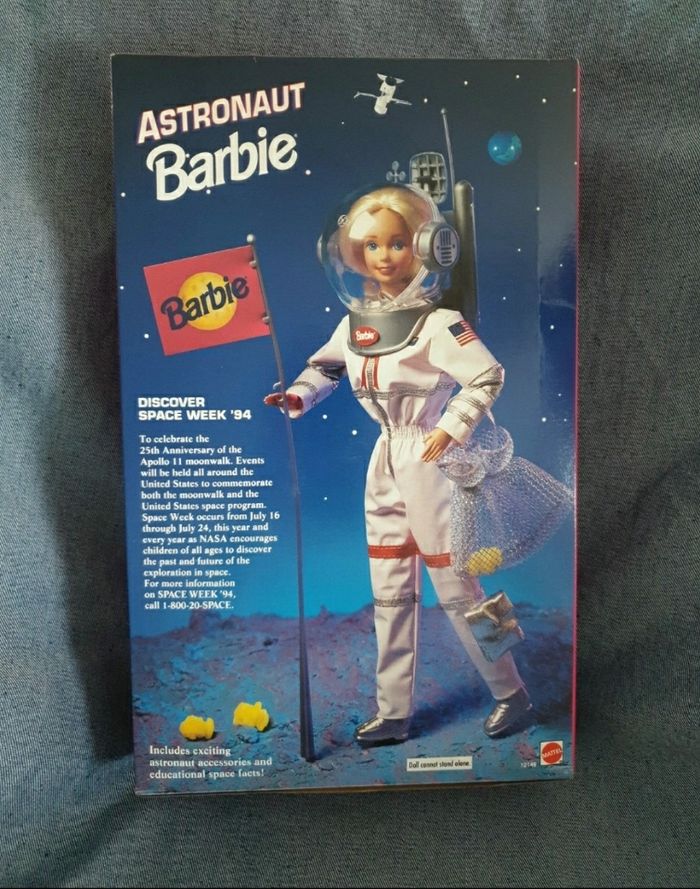 ASTRONAUT
Barbie
Barbie
Barbie
DISCOVER
SPACE WEEK '94
To celebrate the
25th Anniversary of the
Apollo 11 moonwalk. Events
will be held all around the
United States to commemorate
both the moonwalk and the
United States space program.
Space Week occurs from July 16
through July 24, this year and
every year as NASA encourages
children of all ages to discover
the past and future of the
exploration in space.
For more information
on SPACE WEEK '94,
call 1-800-20-SPACE.
Includes exciting
astronaut accessories and
educational space facts!
Doll cannot stand alone.
MATTEL
12149